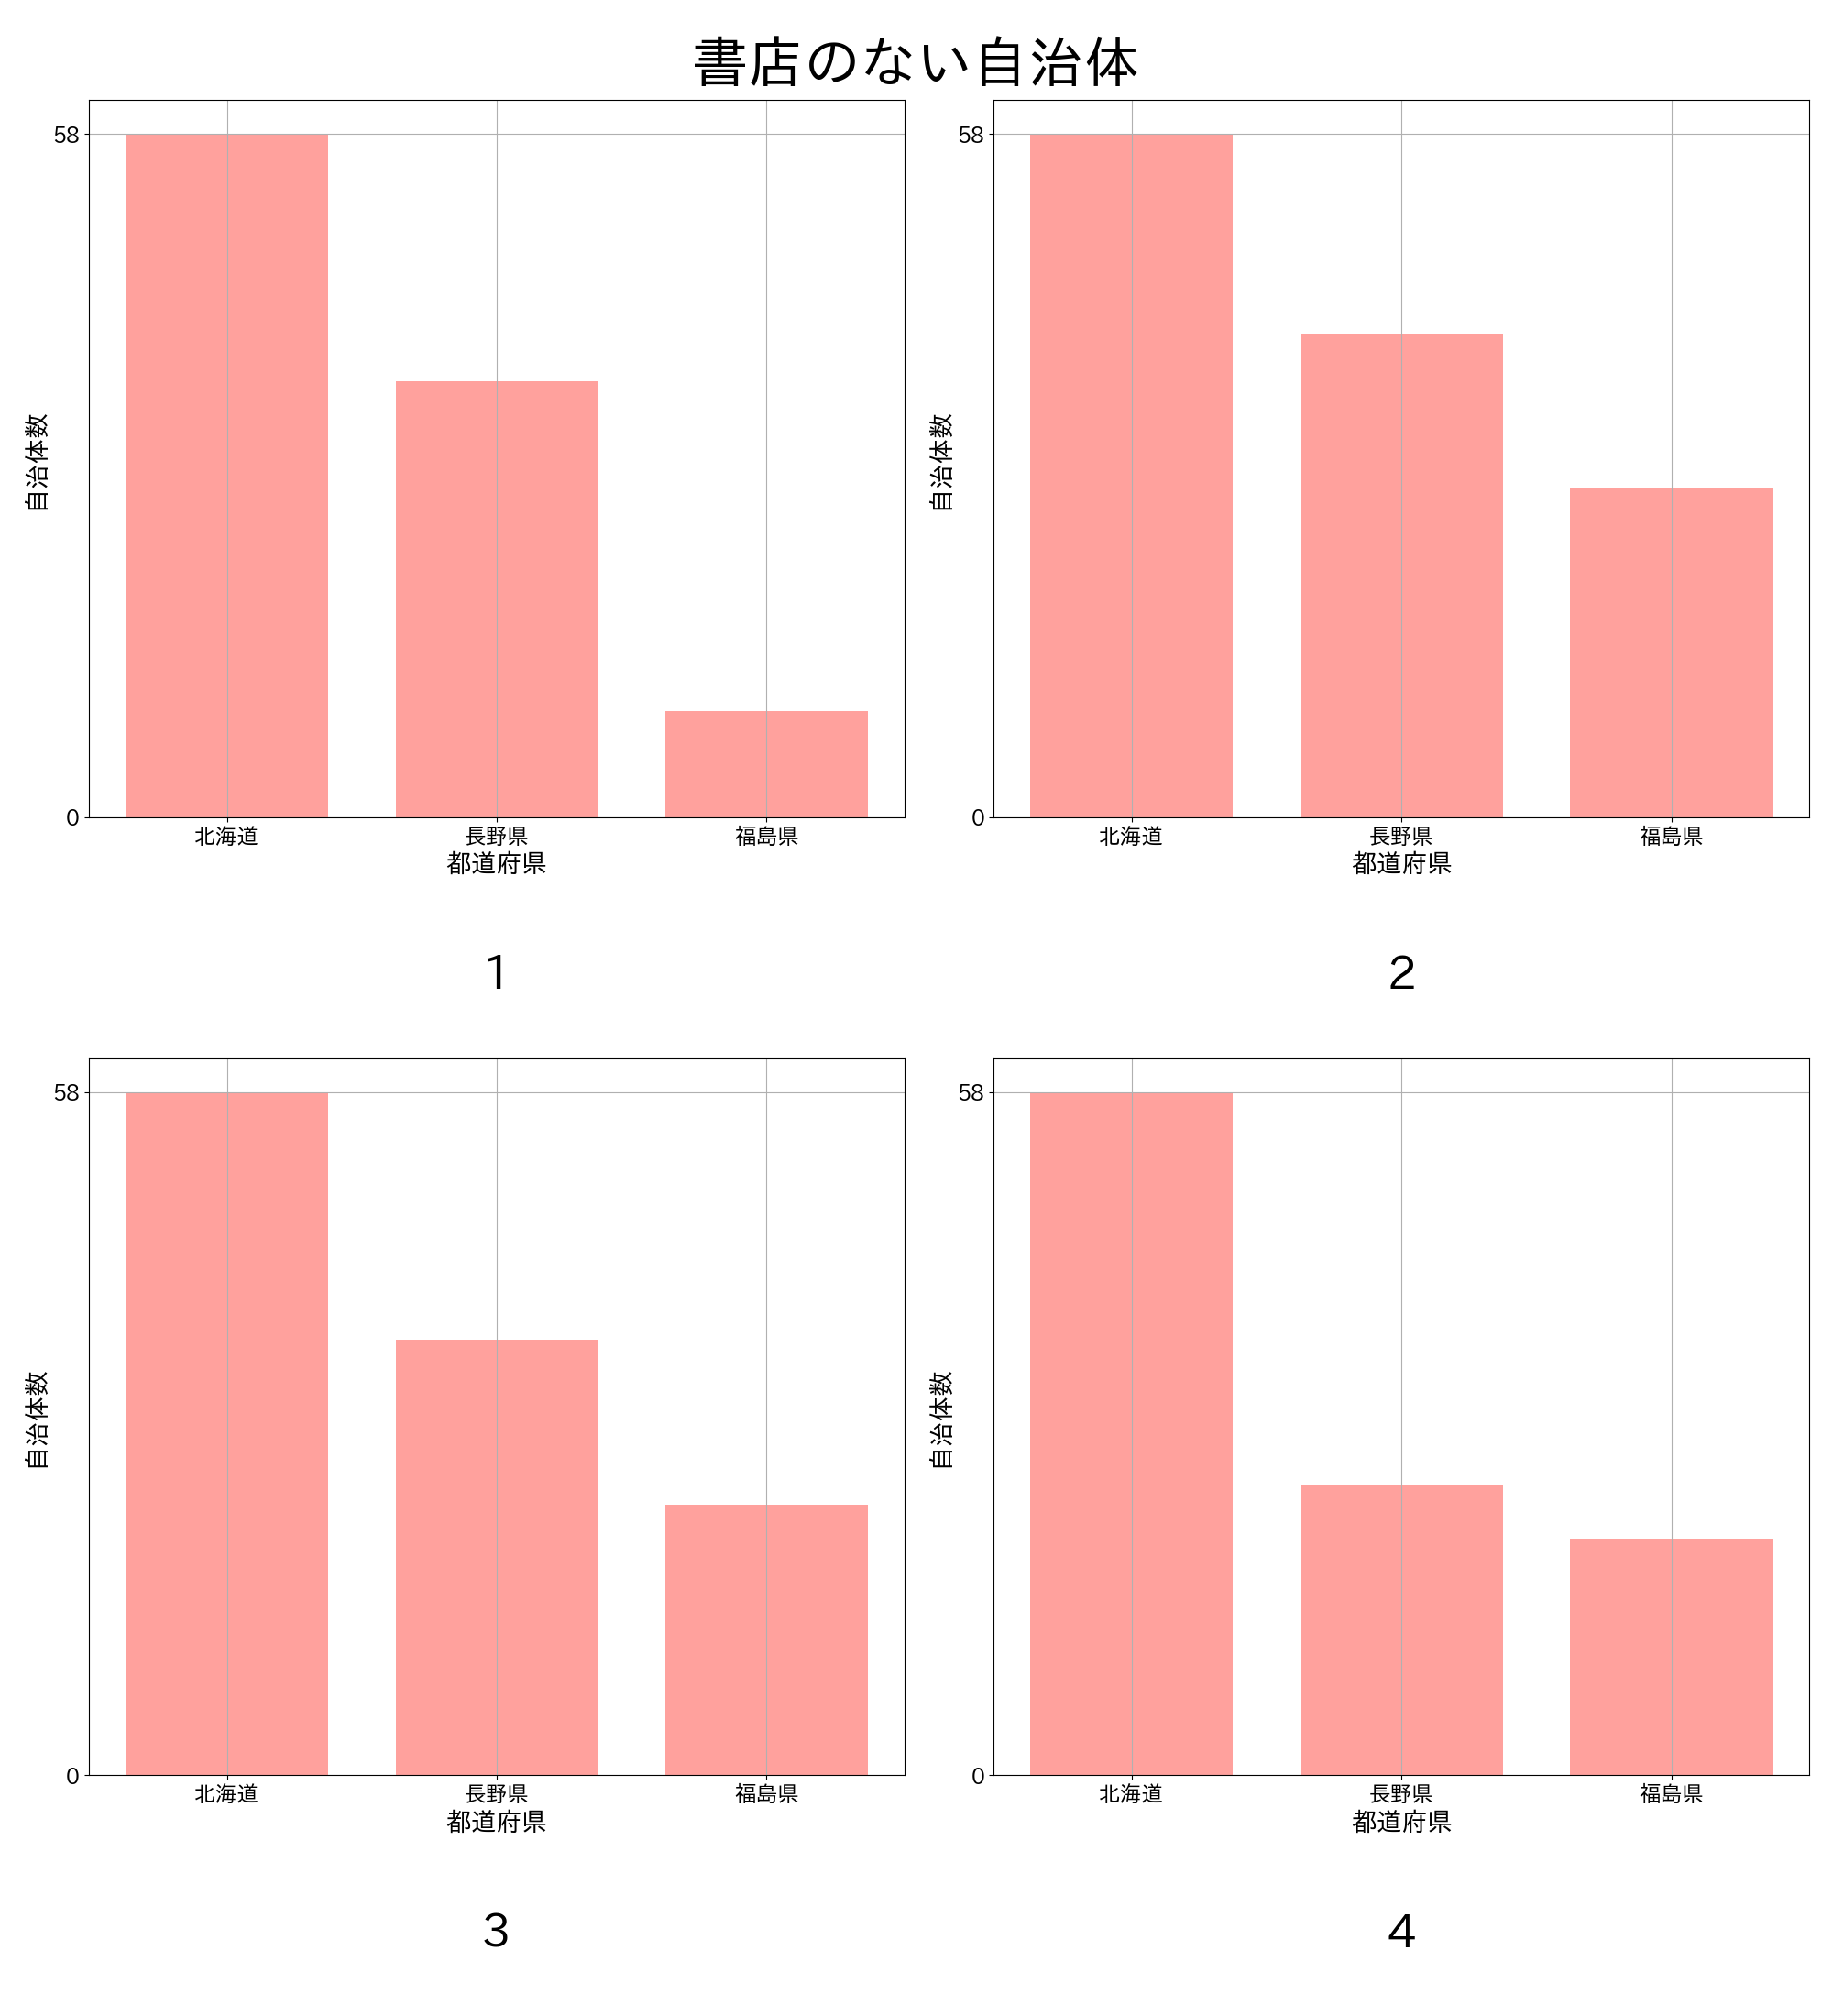 書店のない自治体
58
0
自治体数
北海道 長野県 福島県
都道府県
1
58
0
自治体数
北海道 長野県 福島県
都道府県
2
58
0
自治体数
北海道 長野県 福島県
都道府県
3
58
0
自治体数
北海道 長野県 福島県
都道府県
4